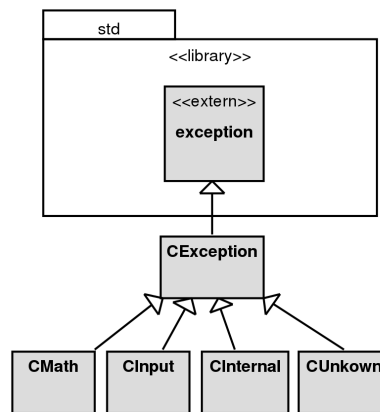 std
<<library>>
<<extern>>
exception
CException
CMath
CInput
CInternal
CUnkown